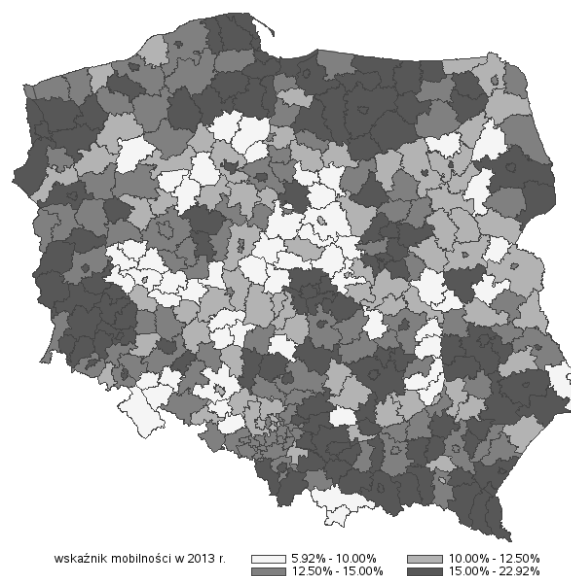 wskaźnik mobilności w 2013 r. 5.92% - 10.00% 10.00% - 12.50%
12.50% - 15.00% 15.00% - 22.92%